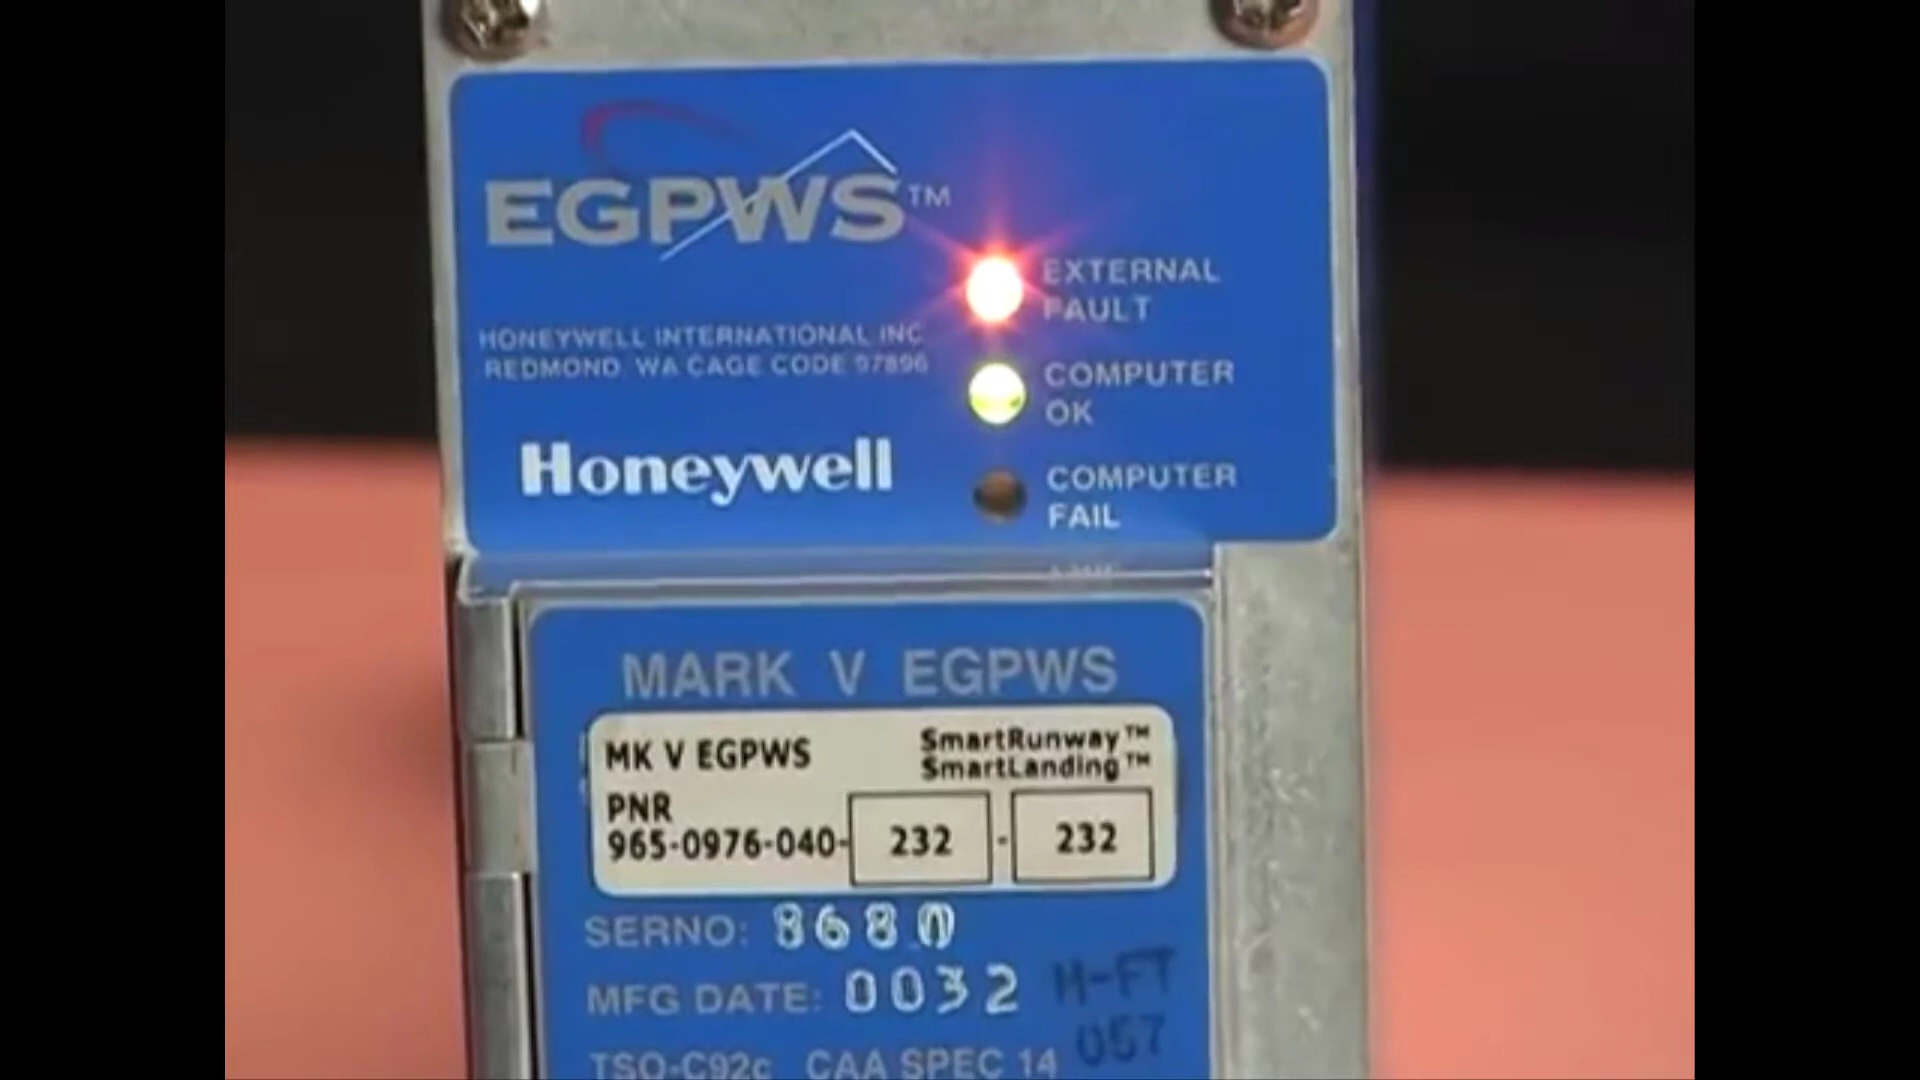 EGPWS™
EXTERNAL
FAULT
HONEYWELL INTERNATIONAL INC
REDMOND WA CAGE CODE 97896
COMPUTER
OK
Honeywell
COMPUTER
FAIL
MARK V EGPWS
MK V EGPWS
SmartRunway™
SmartLanding™
PNR
965-0976-040- 232 - 232
SERNO: 8680
MFG DATE: 0032
H-FT
057
TSO-C92c CAA SPEC 14